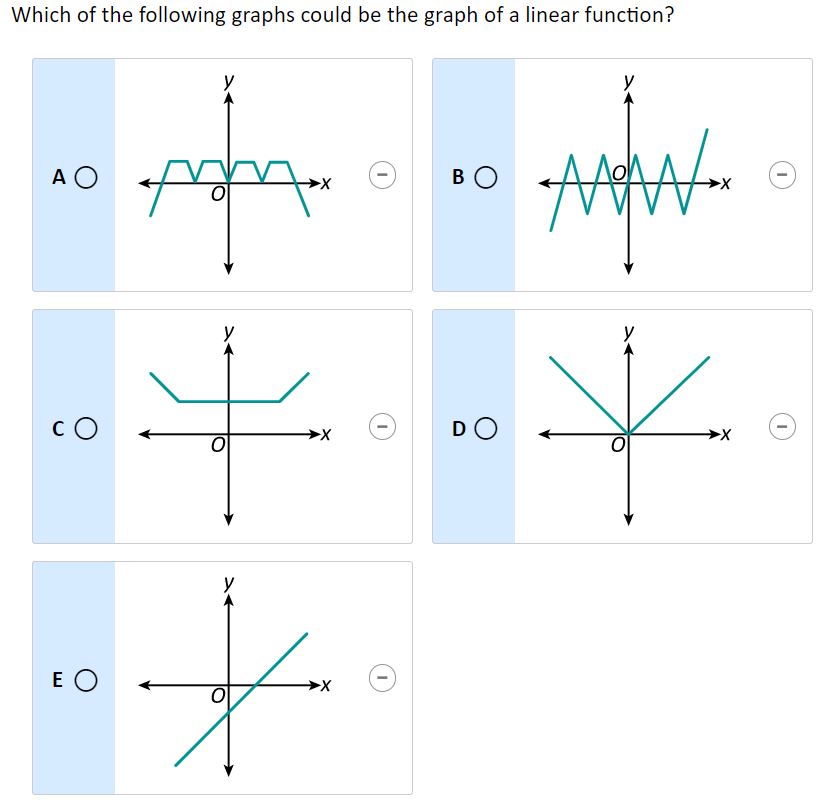 Which of the following graphs could be the graph of a linear function?
A
y
x
O
B
y
x
O
C
y
x
O
D
y
x
O
E
y
x
O